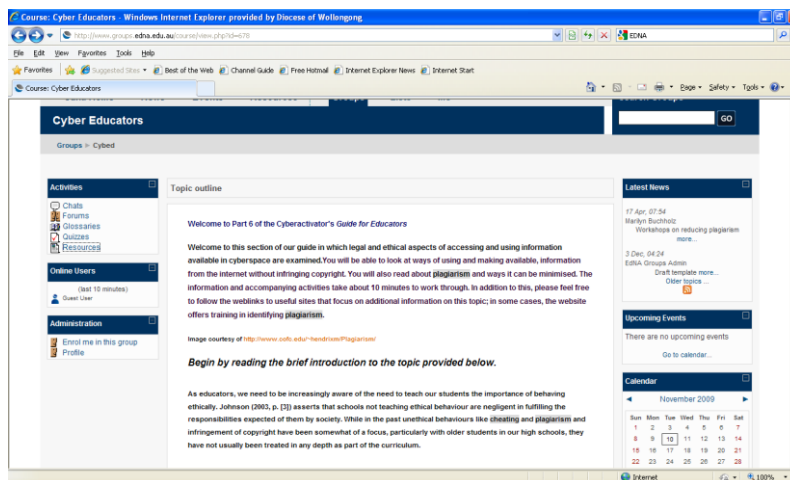 Course: Cyber Educators - Windows Internet Explorer provided by Diocese of Wollongong
http://www.groups.edna.edu.au/course/view.php?id=678
EDNA
File Edit View Favorites Tools Help
Favorites Suggested Sites Best of the Web Channel Guide Free Hotmail Internet Explorer News Internet Start
Course: Cyber Educators
Page Safety Tools
Cyber Educators
GO
Groups > Cybed
Activities
Chats
Forums
Glossaries
Quizzes
Resources
Online Users
(last 10 minutes)
Guest User
Administration
Enrol me in this group
Profile
Topic outline
Welcome to Part 6 of the Cyberactivator's Guide for Educators
Welcome to this section of our guide in which legal and ethical aspects of accessing and using information
available in cyberspace are examined.You will be able to look at ways of using and making available, information
from the internet without infringing copyright. You will also read about plagiarism and ways it can be minimised. The
information and accompanying activities take about 10 minutes to work through. In addition to this, please feel free
to follow the weblinks to useful sites that focus on additional information on this topic; in some cases, the website
offers training in identifying plagiarism.
Image courtesy of http://www.cofc.edu/~hendrixm/Plagiarism/
Begin by reading the brief introduction to the topic provided below.
As educators, we need to be increasingly aware of the need to teach our students the importance of behaving
ethically. Johnson (2003, p. [3]) asserts that schools not teaching ethical behaviour are negligent in fulfilling the
responsibilities expected of them by society. While in the past unethical behaviours like cheating and plagiarism and
infringement of copyright have been somewhat of a focus, particularly with older students in our high schools, they
have not usually been treated in any depth as part of the curriculum.
Latest News
17 Apr, 07:54
Marilyn Buchholz
Workshops on reducing plagiarism
more...
3 Dec, 04:24
EdNA Groups Admin
Draft template more...
Older topics ...
Upcoming Events
There are no upcoming events
Go to calendar...
Calendar
November 2009
Sun Mon Tue Wed Thu Fri Sat
1 2 3 4 5 6 7
8 9 10 11 12 13 14
15 16 17 18 19 20 21
22 23 24 25 26 27 28
Internet 100%